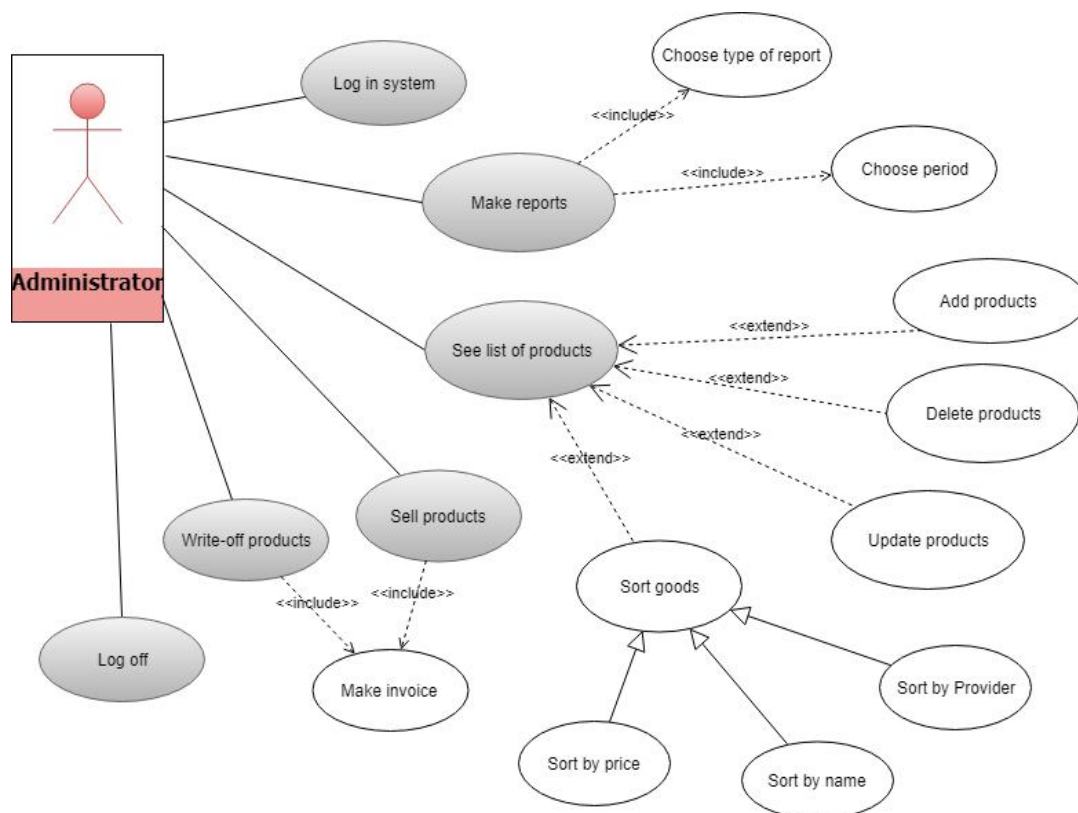 Choose type of report
Log in system
<<include>>
Choose period
<<include>>
Make reports
Administrator
Add products
<<extend>>
See list of products
<<extend>>
Delete products
<<extend>>
<<extend>>
Sell products
Write-off products
Update products
Sort goods
<<include>>
<<include>>
Log off
Make invoice
Sort by Provider
Sort by price
Sort by name